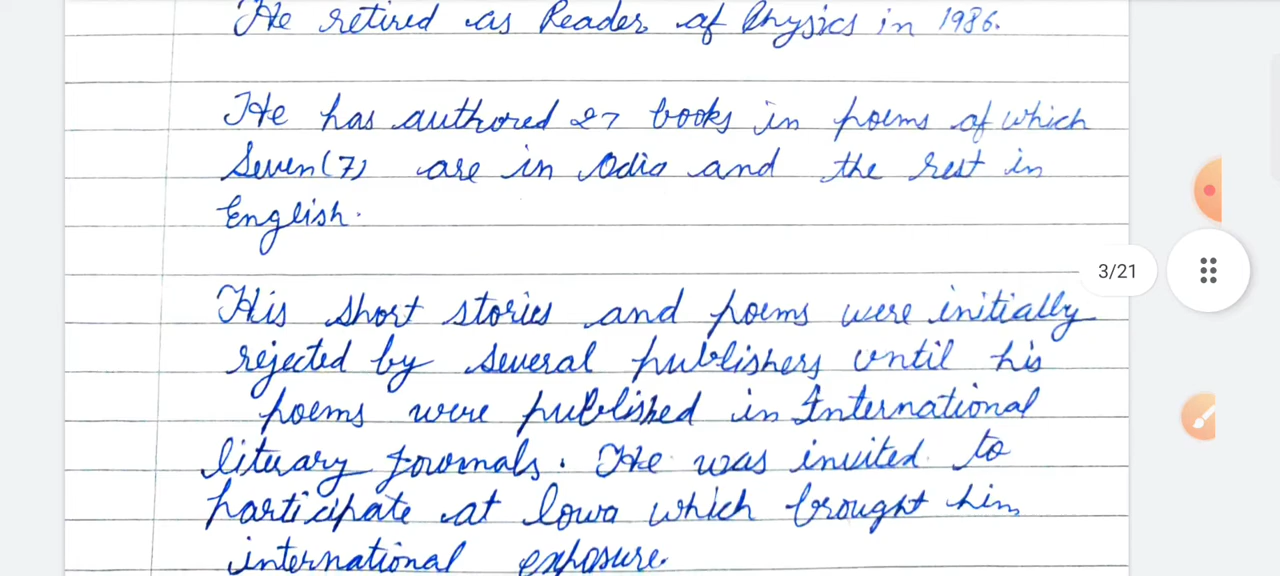 He retired as Reader of Physics in 1986.
He has authored 27 books in poems of which
Seven(7) are in Odia and the rest in
English.
3/21
His short stories and poems were initially
rejected by several publishers until his
poems were published in International
literary journals. He was invited to
participate at Iowa which brought him
international exposure.